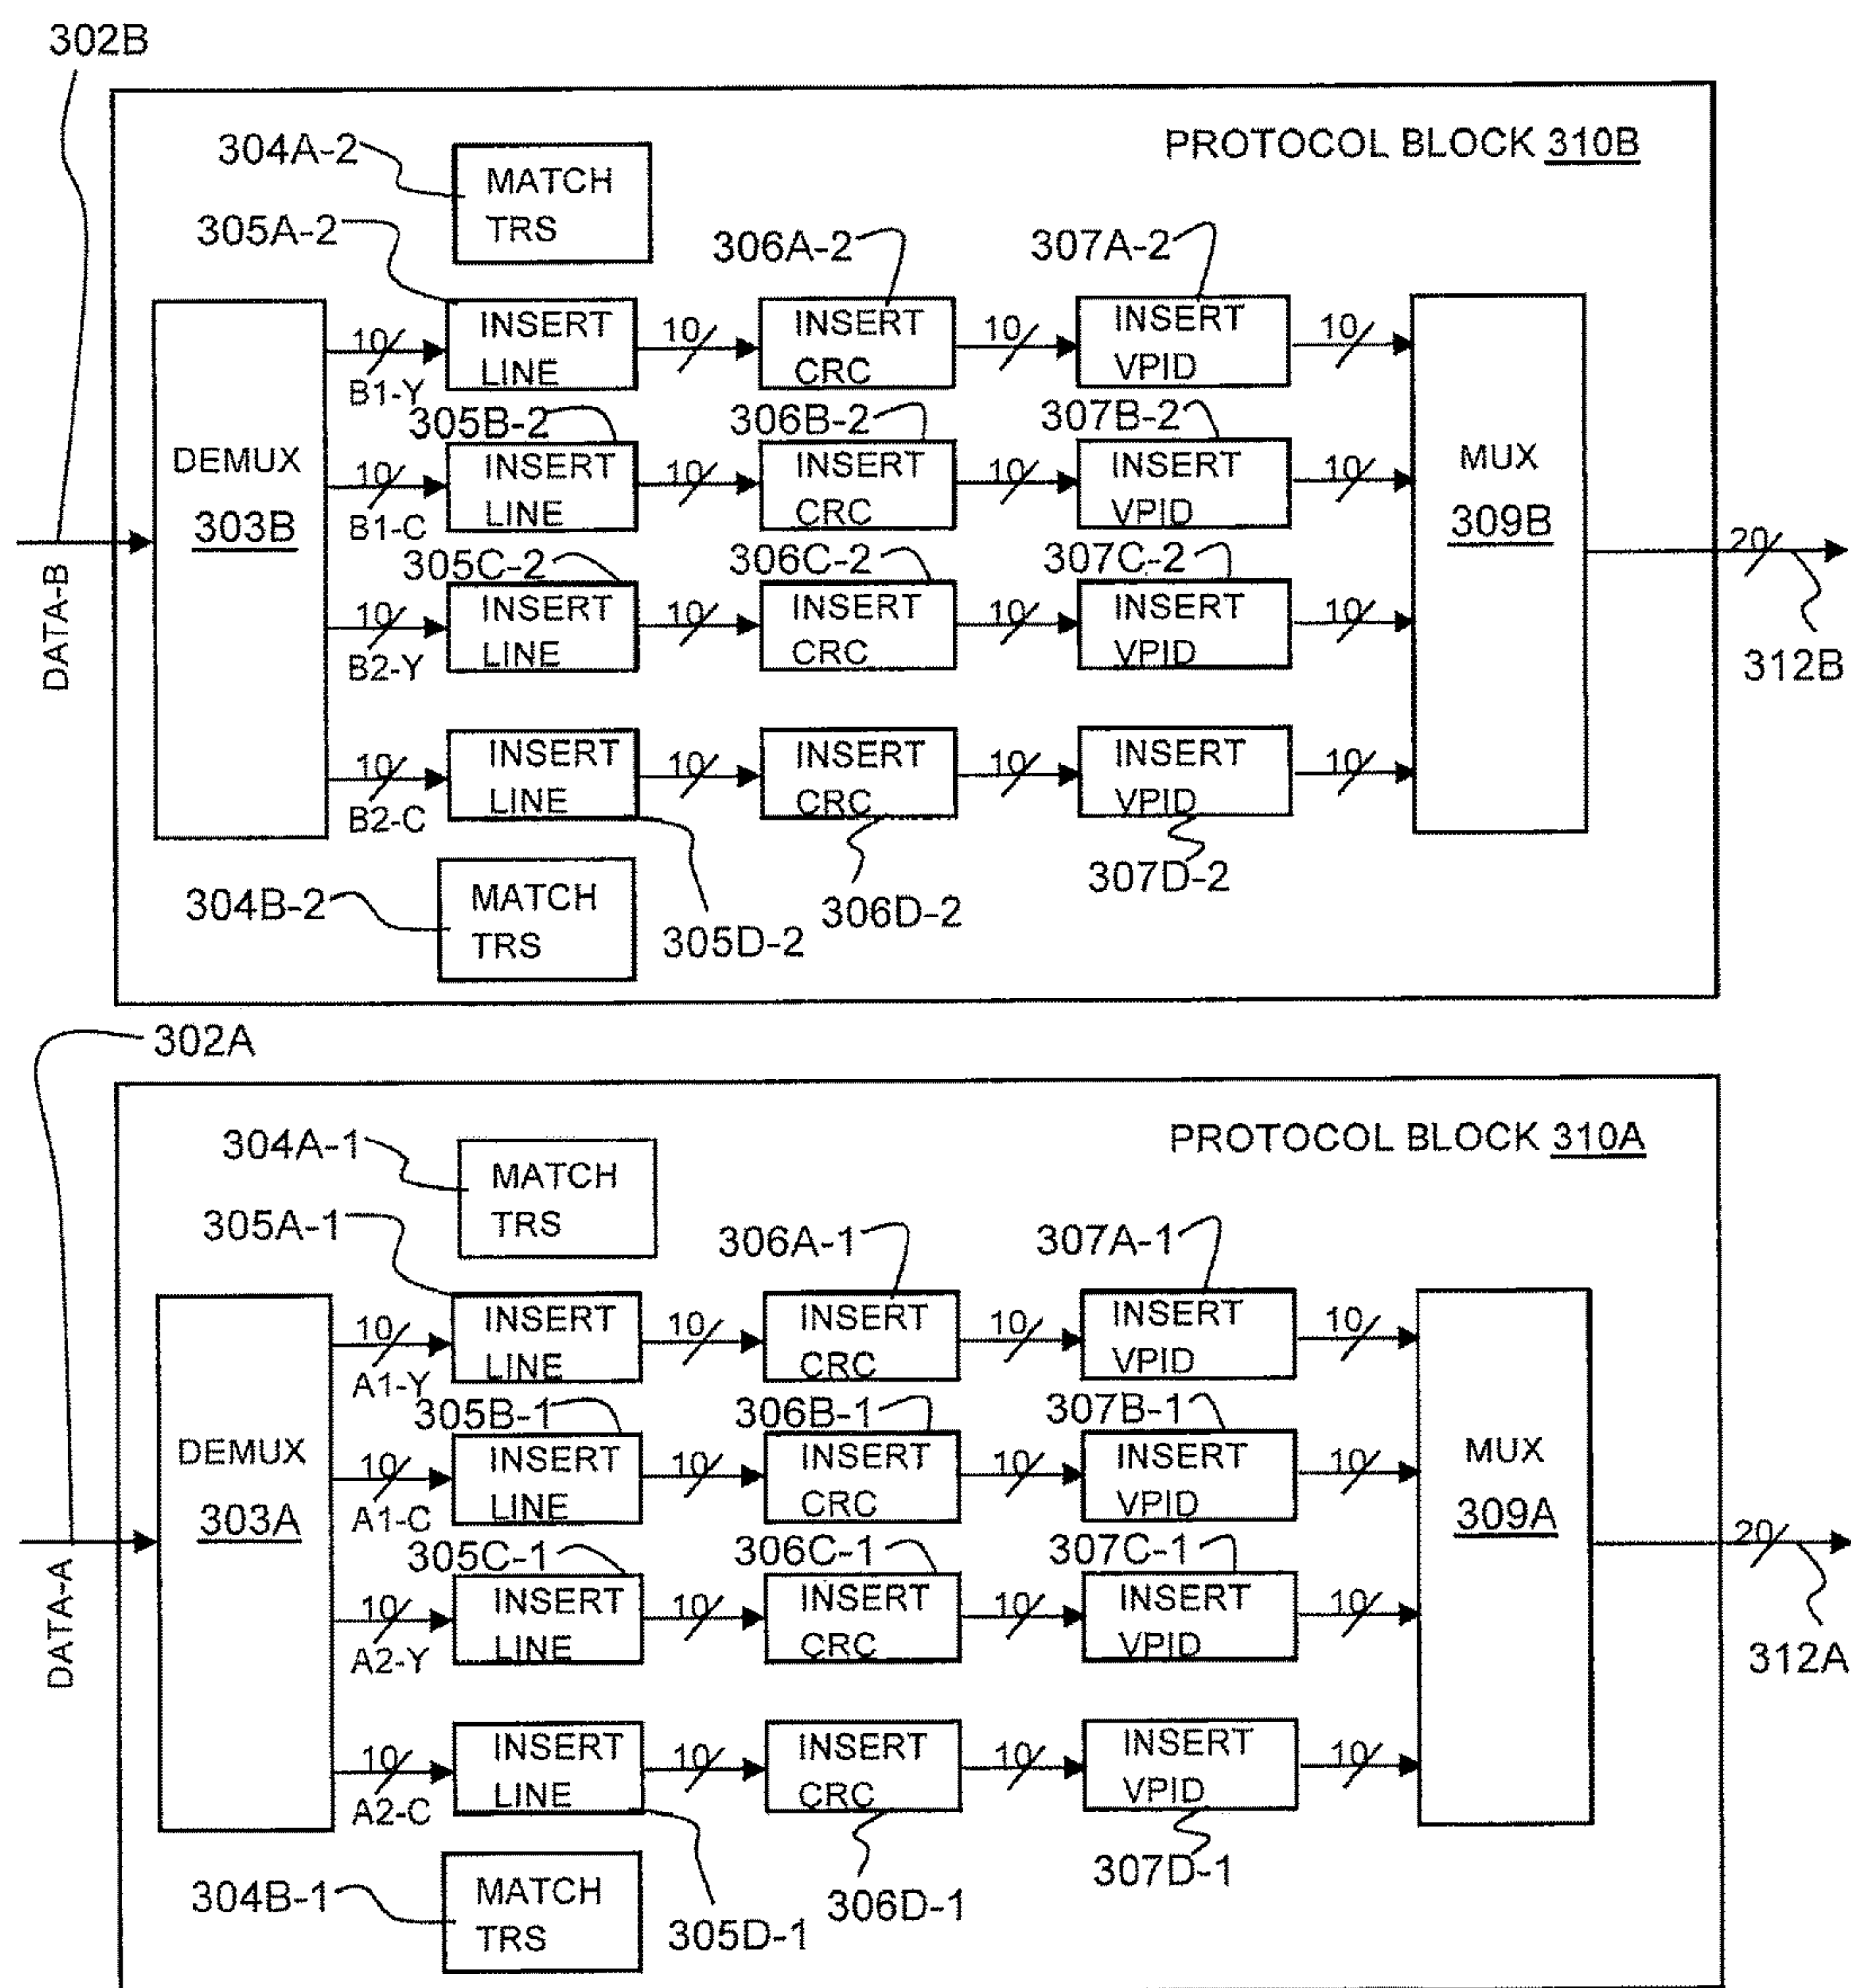 302B
PROTOCOL BLOCK 310B
304A-2
MATCH
TRS
305A-2
306A-2
307A-2
10
INSERT
LINE
10
INSERT
CRC
10
INSERT
VPID
10
B1-Y
305B-2
306B-2
307B-2
DEMUX
303B
10
INSERT
LINE
10
INSERT
CRC
10
INSERT
VPID
10
MUX
309B
B1-C
20
DATA-B
305C-2
306C-2
307C-2
10
INSERT
LINE
10
INSERT
CRC
10
INSERT
VPID
10
312B
B2-Y
10
INSERT
LINE
10
INSERT
CRC
10
INSERT
VPID
10
B2-C
304B-2
MATCH
TRS
305D-2
306D-2
307D-2
302A
PROTOCOL BLOCK 310A
304A-1
MATCH
TRS
305A-1
306A-1
307A-1
10
INSERT
LINE
10
INSERT
CRC
10
INSERT
VPID
10
A1-Y
305B-1
306B-1
307B-1
DEMUX
303A
10
INSERT
LINE
10
INSERT
CRC
10
INSERT
VPID
10
MUX
309A
A1-C
20
DATA-A
305C-1
306C-1
307C-1
10
INSERT
LINE
10
INSERT
CRC
10
INSERT
VPID
10
312A
A2-Y
10
INSERT
LINE
10
INSERT
CRC
10
INSERT
VPID
10
A2-C
304B-1
MATCH
TRS
305D-1
306D-1
307D-1